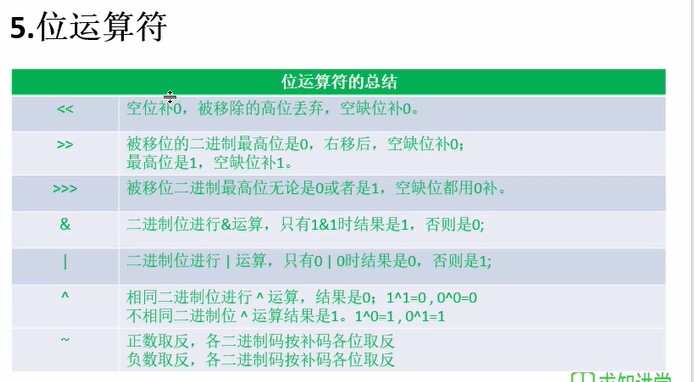 5.位运算符
位运算符的总结
<< 空位补0，被移除的高位丢弃，空缺位补0。
>> 被移位的二进制最高位是0，右移后，空缺位补0；
最高位是1，空缺位补1。
>>> 被移位二进制最高位无论是0或者是1，空缺位都用0补。
& 二进制位进行&运算，只有1&1时结果是1，否则是0;
| 二进制位进行 | 运算，只有0 | 0时结果是0，否则是1;
^ 相同二进制位进行 ^ 运算，结果是0；1^1=0 , 0^0=0
不相同二进制位 ^ 运算结果是1。1^0=1 , 0^1=1
~ 正数取反，各二进制码按补码各位取反
负数取反，各二进制码按补码各位取反